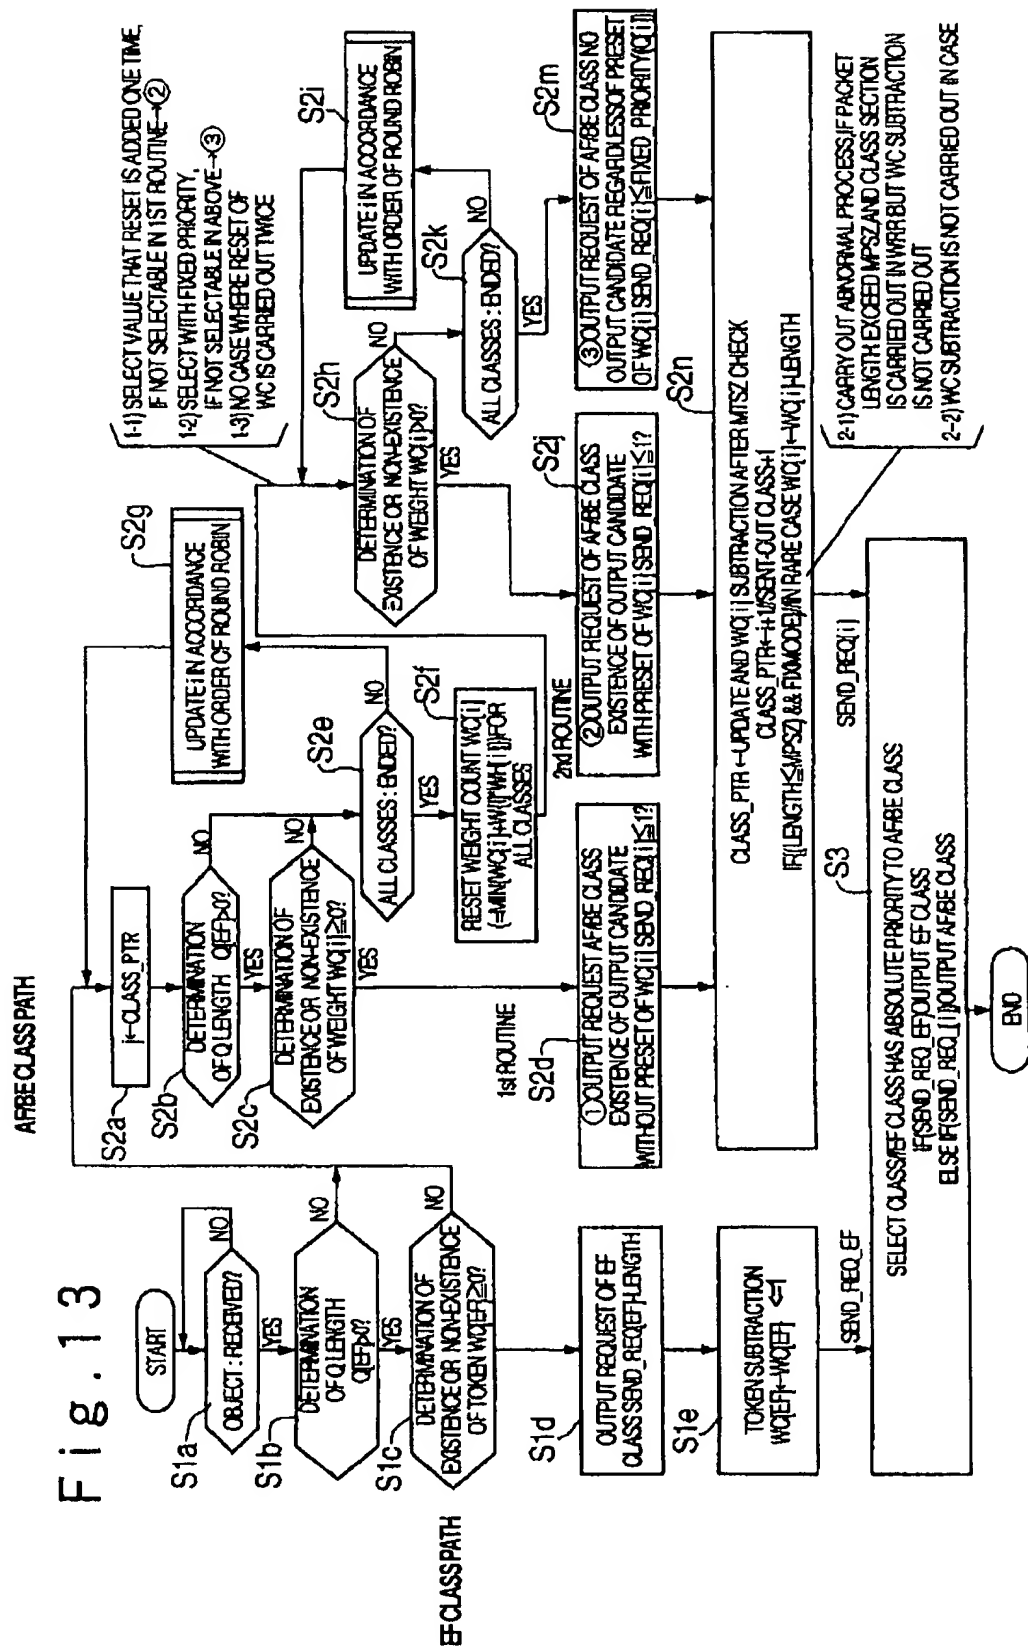 Fig. 13
AF/BE CLASS PATH
EF CLASS PATH
START
S1a
OBJECT : RECEIVED?
NO
YES
S1b
DETERMINATION
OF Q LENGTH
Q[EF]>0?
NO
YES
S1c
DETERMINATION OF
EXISTENCE OR NON-EXISTENCE
OF TOKEN WC[EF]≧0?
NO
S1d
OUTPUT REQUEST OF EF
CLASS SEND_REQ[EF]-LENGTH
S1e
TOKEN SUBTRACTION
WC[EF]←WC[EF] ⇐1
SEND_REQ_EF
S2a
i←CLASS_PTR
S2b
DETERMINATION
OF Q LENGTH Q[EF]>0?
NO
YES
S2c
DETERMINATION OF
EXISTENCE OR NON-EXISTENCE
OF WEIGHT WC[i]≧0?
NO
YES
1st ROUTINE
S2d
①OUTPUT REQUEST AF/BE CLASS
EXISTENCE OF OUTPUT CANDIDATE
WITHOUT PRESET OF WC[i] SEND_REQ[i]≦1?
S2e
ALL CLASSES : ENDED?
NO
YES
S2f
RESET WEIGHT COUNT WC[i]
(=MIN(WC[i]+W[i]*WH[i])) FOR
ALL CLASSES
2nd ROUTINE
S2g
UPDATE i IN ACCORDANCE
WITH ORDER OF ROUND ROBIN
S2h
DETERMINATION OF
EXISTENCE OR NON-EXISTENCE
OF WEIGHT WC[i]>0?
NO
YES
S2i
UPDATE i IN ACCORDANCE
WITH ORDER OF ROUND ROBIN
S2k
ALL CLASSES : ENDED?
NO
YES
S2j
②OUTPUT REQUEST OF AF/BE CLASS
EXISTENCE OF OUTPUT CANDIDATE
WITH PRESET OF WC[i] SEND_REQ[i]≦1?
S2m
③OUTPUT REQUEST OF AF/BE CLASS NO
OUTPUT CANDIDATE REGARDLESS OF PRESET
OF WC[i] SEND_REQ[i]≦FIXED_PRIORITY(Q[i])
1-1) SELECT VALUE THAT RESET IS ADDED ONE TIME,
IF NOT SELECTABLE IN 1ST ROUTINE→②
1-2) SELECT WITH FIXED PRIORITY,
IF NOT SELECTABLE IN ABOVE→③
1-3) NO CASE WHERE RESET OF
WC IS CARRIED OUT TWICE
S2n
CLASS_PTR←UPDATE AND WC[i] SUBTRACTION AFTER MTSZ CHECK
CLASS_PTR←i+1//SENT-OUT CLASS+1
IF((LENGTH≦MPSZ) && FIXMODE)//IN RARE CASE WC[i]←WC[i]-LENGTH
2-1) CARRY OUT ABNORMAL PROCESS,IF PACKET
LENGTH EXCEED MPSZ,AND CLASS SECTION
IS CARRIED OUT IN WRR BUT WC SUBTRACTION
IS NOT CARRIED OUT
2-2) WC SUBTRACTION IS NOT CARRIED OUT IN CASE
SEND_REQ[i]
S3
SELECT CLASS//EF CLASS HAS ABSOLUTE PRIORITY TO AF/BE CLASS
IF(SEND_REQ_EF)OUTPUT EF CLASS
ELSE IF(SEND_REQ_[i])OUTPUT AF/BE CLASS
END